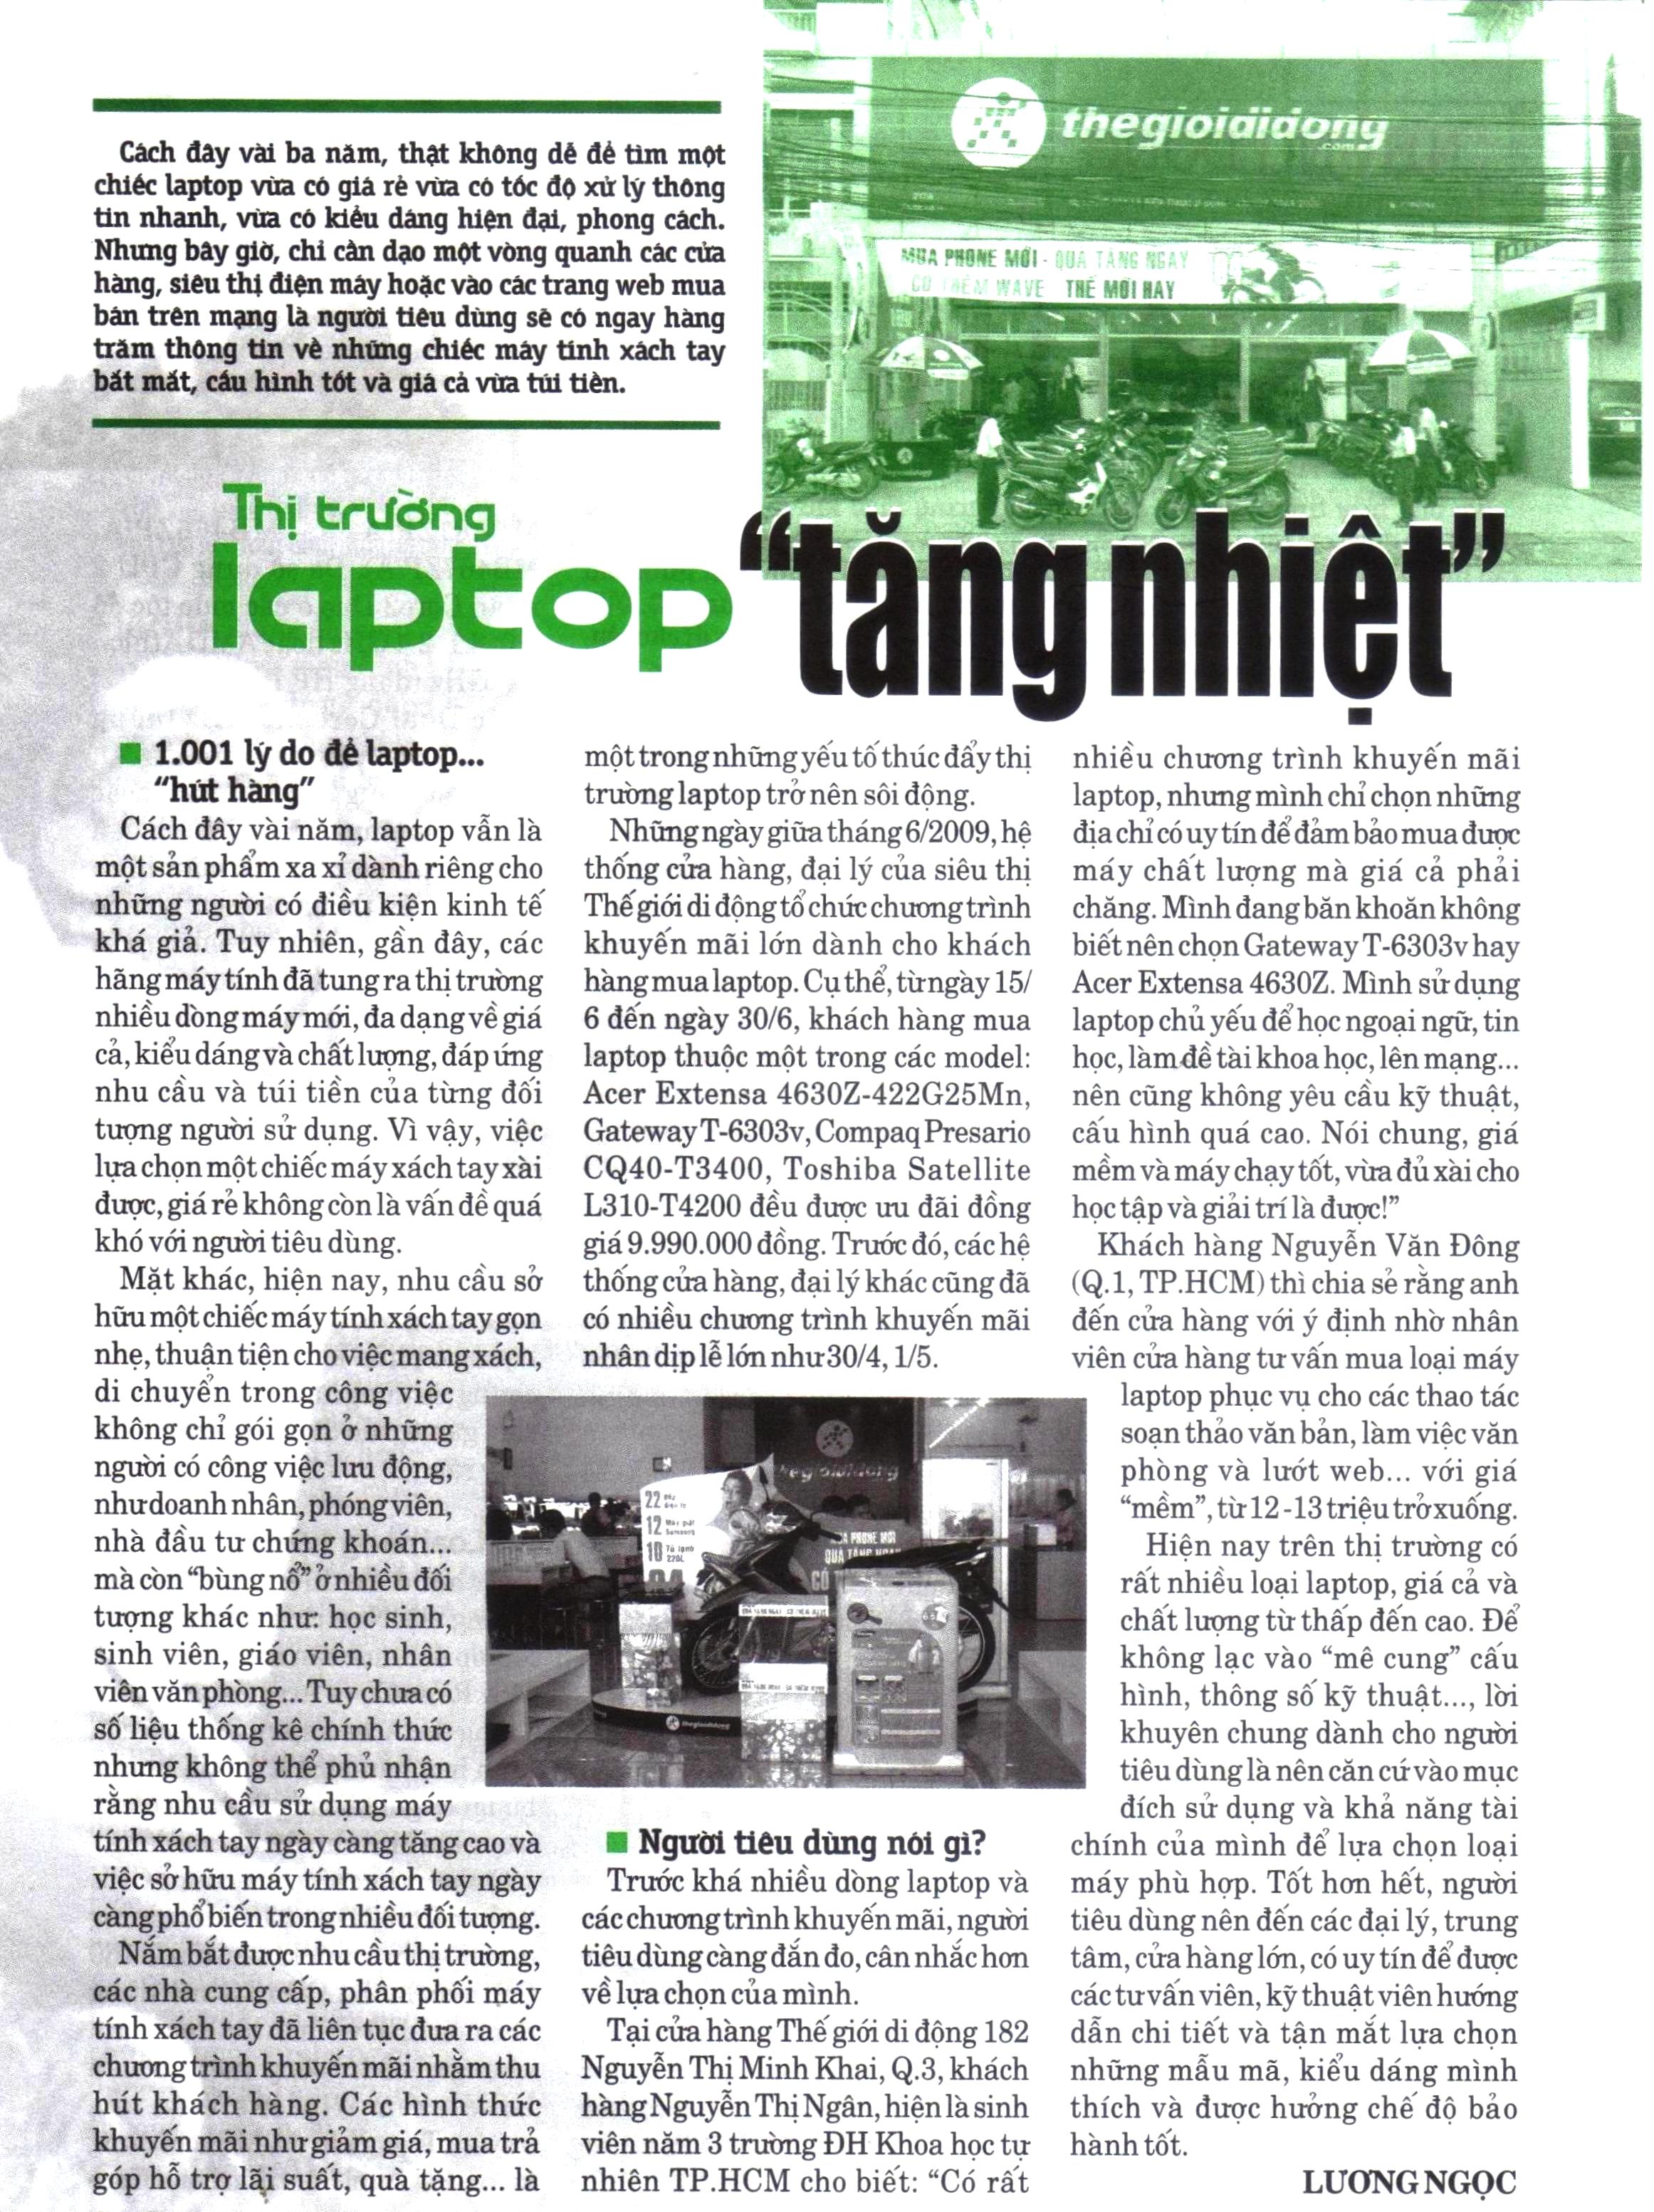 thegioididong
.com
MUA PHONE MỚI - QUÀ TẶNG NGAY
CÓ THÊM WAVE THẾ MỚI HAY
Cách đây vài ba năm, thật không dễ để tìm một
chiếc laptop vừa có giá rẻ vừa có tốc độ xử lý thông
tin nhanh, vừa có kiểu dáng hiện đại, phong cách.
Nhưng bây giờ, chỉ cần dạo một vòng quanh các cửa
hàng, siêu thị điện máy hoặc vào các trang web mua
bán trên mạng là người tiêu dùng sẽ có ngay hàng
trăm thông tin về những chiếc máy tính xách tay
bắt mắt, cấu hình tốt và giá cả vừa túi tiền.
Thị trường
laptop “tăng nhiệt”
1.001 lý do để laptop...
“hút hàng”
Cách đây vài năm, laptop vẫn là
một sản phẩm xa xỉ dành riêng cho
những người có điều kiện kinh tế
khá giả. Tuy nhiên, gần đây, các
hãng máy tính đã tung ra thị trường
nhiều dòng máy mới, đa dạng về giá
cả, kiểu dáng và chất lượng, đáp ứng
nhu cầu và túi tiền của từng đối
tượng người sử dụng. Vì vậy, việc
lựa chọn một chiếc máy xách tay xài
được, giá rẻ không còn là vấn đề quá
khó với người tiêu dùng.
Mặt khác, hiện nay, nhu cầu sở
hữu một chiếc máy tính xách tay gọn
nhẹ, thuận tiện cho việc mang xách,
di chuyển trong công việc
không chỉ gói gọn ở những
người có công việc lưu động,
như doanh nhân, phóng viên,
nhà đầu tư chứng khoán...
mà còn “bùng nổ” ở nhiều đối
tượng khác như: học sinh,
sinh viên, giáo viên, nhân
viên văn phòng... Tuy chưa có
số liệu thống kê chính thức
nhưng không thể phủ nhận
rằng nhu cầu sử dụng máy
tính xách tay ngày càng tăng cao và
việc sở hữu máy tính xách tay ngày
càng phổ biến trong nhiều đối tượng.
Nắm bắt được nhu cầu thị trường,
các nhà cung cấp, phân phối máy
tính xách tay đã liên tục đưa ra các
chương trình khuyến mãi nhằm thu
hút khách hàng. Các hình thức
khuyến mãi như giảm giá, mua trả
góp hỗ trợ lãi suất, quà tặng... là
một trong những yếu tố thúc đẩy thị
trường laptop trở nên sôi động.
Những ngày giữa tháng 6/2009, hệ
thống cửa hàng, đại lý của siêu thị
Thế giới di động tổ chức chương trình
khuyến mãi lớn dành cho khách
hàng mua laptop. Cụ thể, từ ngày 15/
6 đến ngày 30/6, khách hàng mua
laptop thuộc một trong các model:
Acer Extensa 4630Z-422G25Mn,
Gateway T-6303v, Compaq Presario
CQ40-T3400, Toshiba Satellite
L310-T4200 đều được ưu đãi đồng
giá 9.990.000 đồng. Trước đó, các hệ
thống cửa hàng, đại lý khác cũng đã
có nhiều chương trình khuyến mãi
nhân dịp lễ lớn như 30/4, 1/5.
thegioididong
22
12 Máy giặt
Samsung
10 Tủ lạnh
220L
MUA PHONE MỚI
QUÀ TẶNG NGAY
CÓ
thegioididong
Người tiêu dùng nói gì?
Trước khá nhiều dòng laptop và
các chương trình khuyến mãi, người
tiêu dùng càng đắn đo, cân nhắc hơn
về lựa chọn của mình.
Tại cửa hàng Thế giới di động 182
Nguyễn Thị Minh Khai, Q.3, khách
hàng Nguyễn Thị Ngân, hiện là sinh
viên năm 3 trường ĐH Khoa học tự
nhiên TP.HCM cho biết: “Có rất
nhiều chương trình khuyến mãi
laptop, nhưng mình chỉ chọn những
địa chỉ có uy tín để đảm bảo mua được
máy chất lượng mà giá cả phải
chăng. Mình đang băn khoăn không
biết nên chọn Gateway T-6303v hay
Acer Extensa 4630Z. Mình sử dụng
laptop chủ yếu để học ngoại ngữ, tin
học, làm đề tài khoa học, lên mạng...
nên cũng không yêu cầu kỹ thuật,
cấu hình quá cao. Nói chung, giá
mềm và máy chạy tốt, vừa đủ xài cho
học tập và giải trí là được!”
Khách hàng Nguyễn Văn Đông
(Q.1, TP.HCM) thì chia sẻ rằng anh
đến cửa hàng với ý định nhờ nhân
viên cửa hàng tư vấn mua loại máy
laptop phục vụ cho các thao tác
soạn thảo văn bản, làm việc văn
phòng và lướt web... với giá
“mềm”, từ 12 -13 triệu trở xuống.
Hiện nay trên thị trường có
rất nhiều loại laptop, giá cả và
chất lượng từ thấp đến cao. Để
không lạc vào “mê cung” cấu
hình, thông số kỹ thuật..., lời
khuyên chung dành cho người
tiêu dùng là nên căn cứ vào mục
đích sử dụng và khả năng tài
chính của mình để lựa chọn loại
máy phù hợp. Tốt hơn hết, người
tiêu dùng nên đến các đại lý, trung
tâm, cửa hàng lớn, có uy tín để được
các tư vấn viên, kỹ thuật viên hướng
dẫn chi tiết và tận mắt lựa chọn
những mẫu mã, kiểu dáng mình
thích và được hưởng chế độ bảo
hành tốt.
LƯƠNG NGỌC